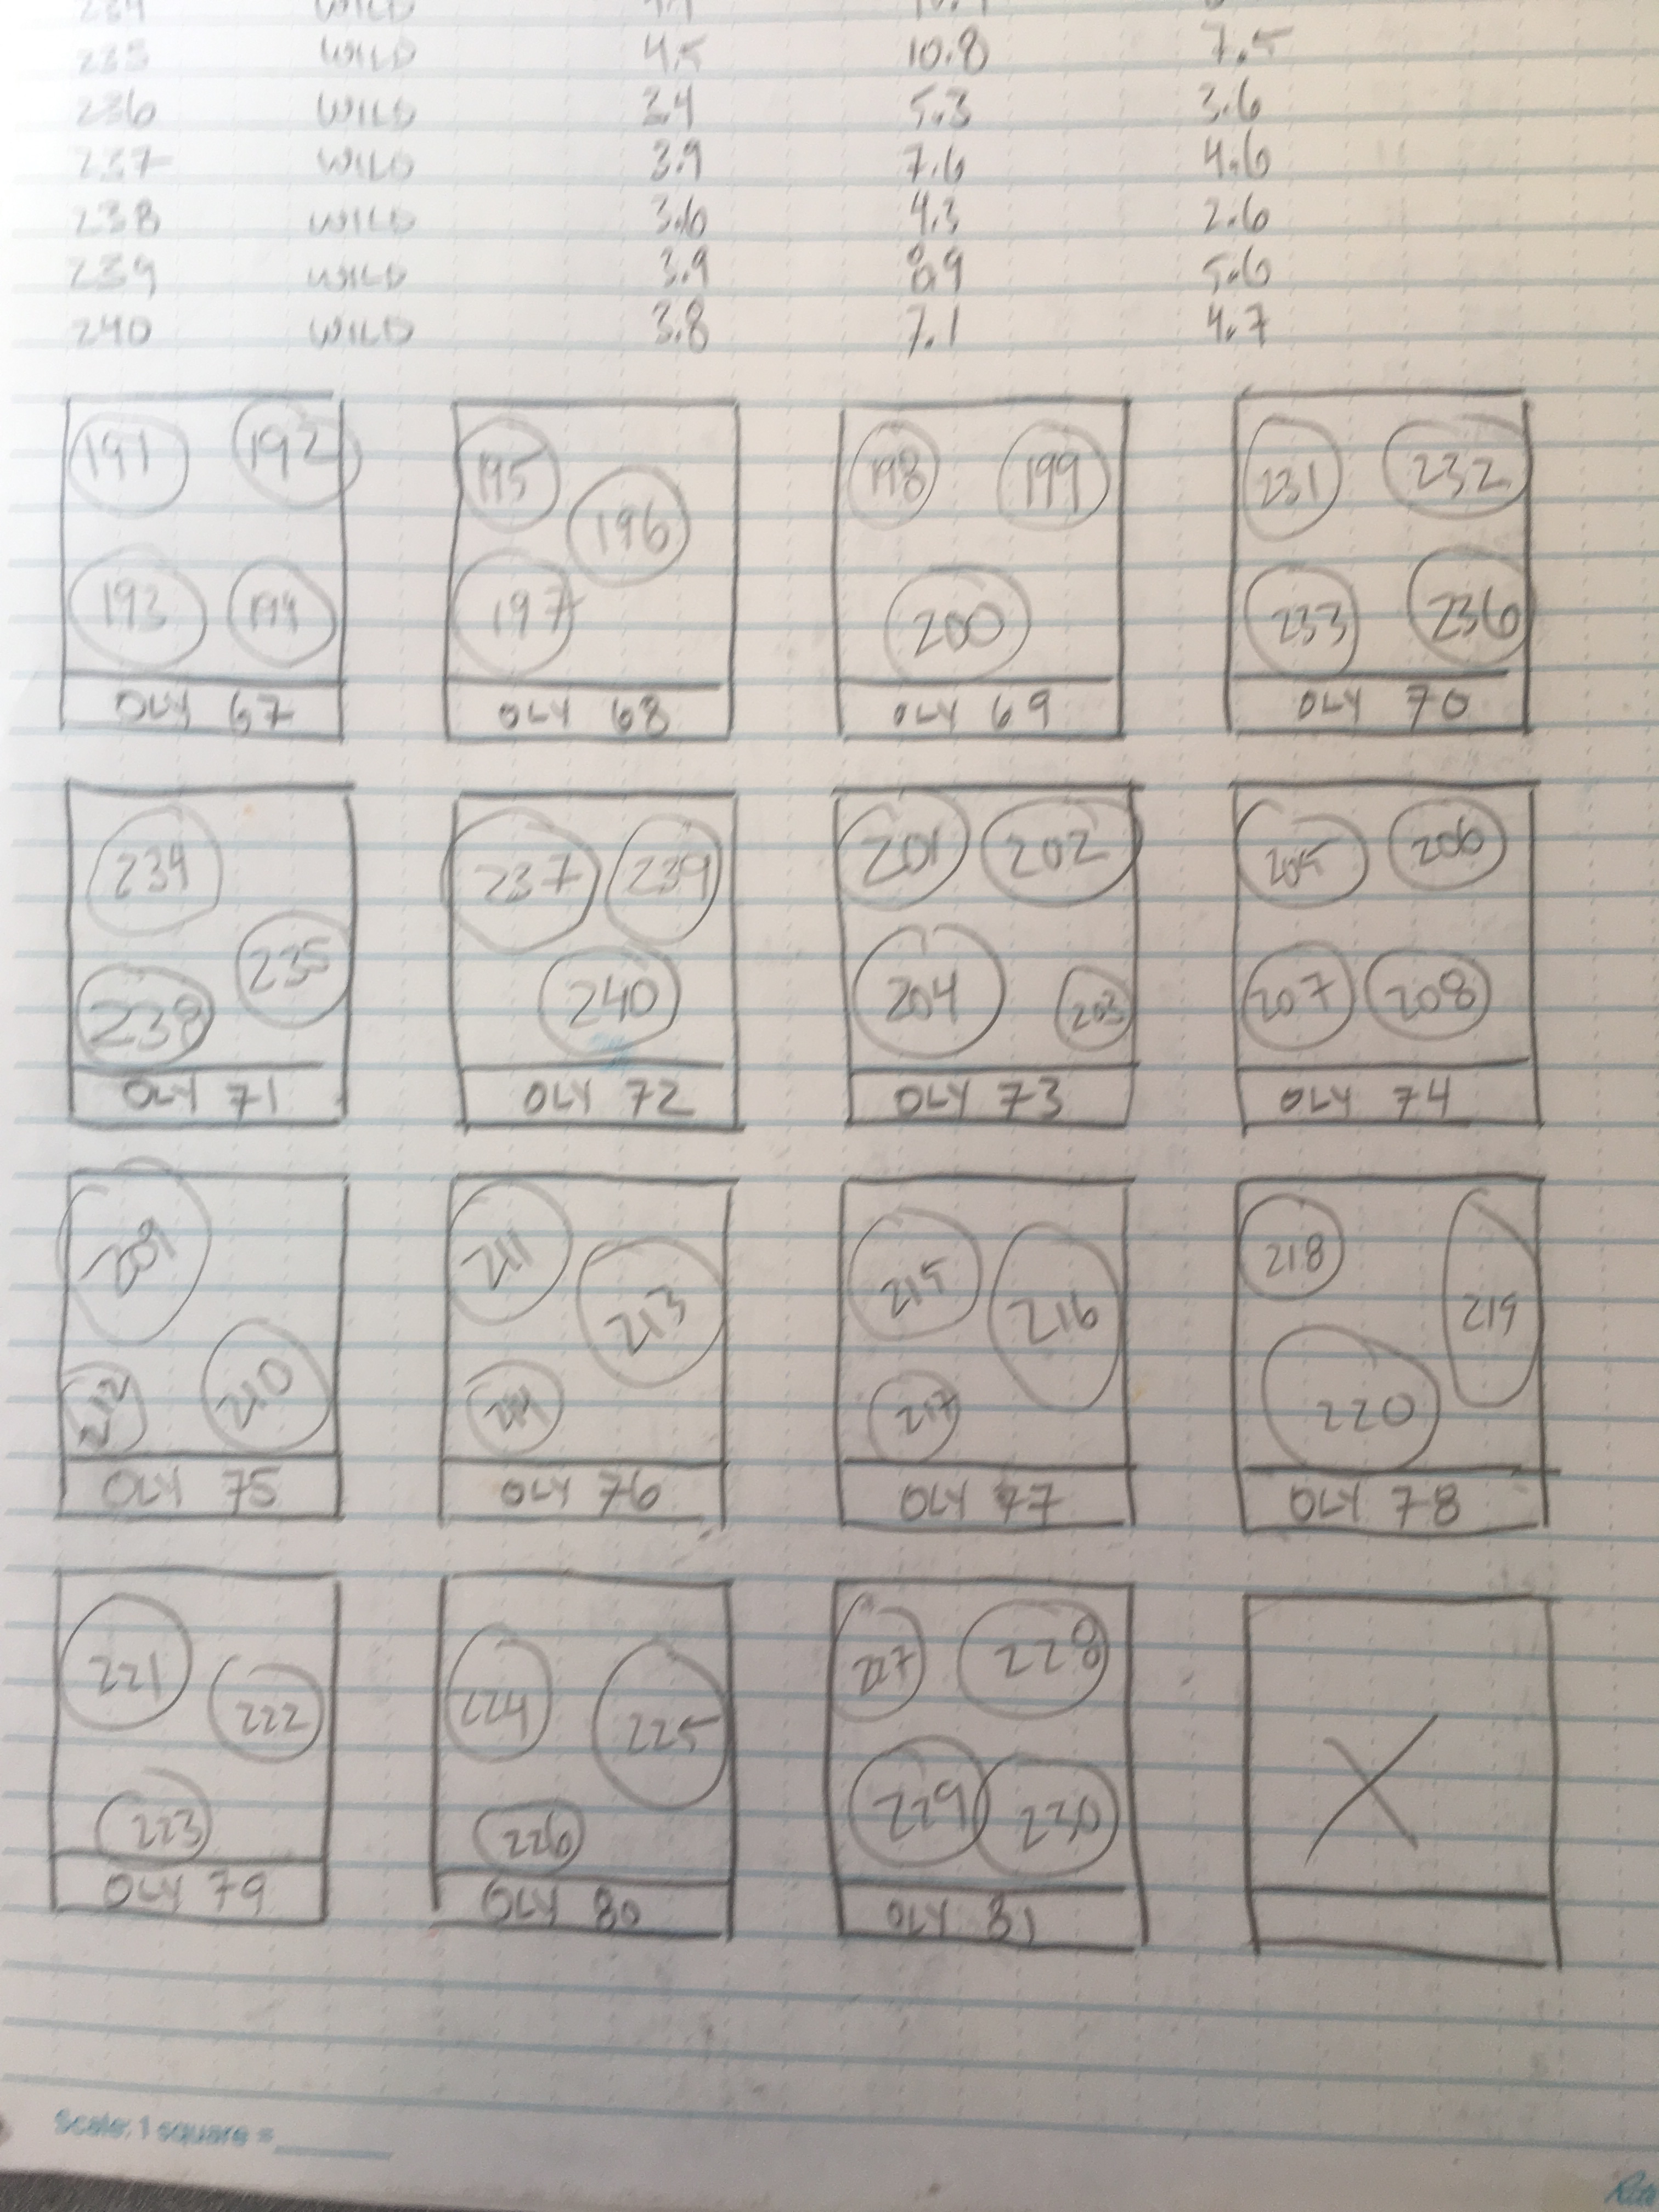 234 WILD
235 WILD 4.5 10.8 7.5
236 WILD 3.4 5.3 3.6
237 WILD 3.9 7.6 4.6
238 WILD 3.6 4.3 2.6
239 WILD 3.9 8.9 5.6
240 WILD 3.8 7.1 4.7
191 192 195 196 198 199 231 232
193 194 197 200 233 236
OLY 67 OLY 68 OLY 69 OLY 70
234 235 237 239 201 202 205 206
238 240 204 203 207 208
OLY 71 OLY 72 OLY 73 OLY 74
209 211 213 215 216 218 219
212 210 214 217 220
OLY 75 OLY 76 OLY 77 OLY 78
221 222 224 225 227 228
223 226 229 230
OLY 79 OLY 80 OLY 81
X
Scale: 1 square =